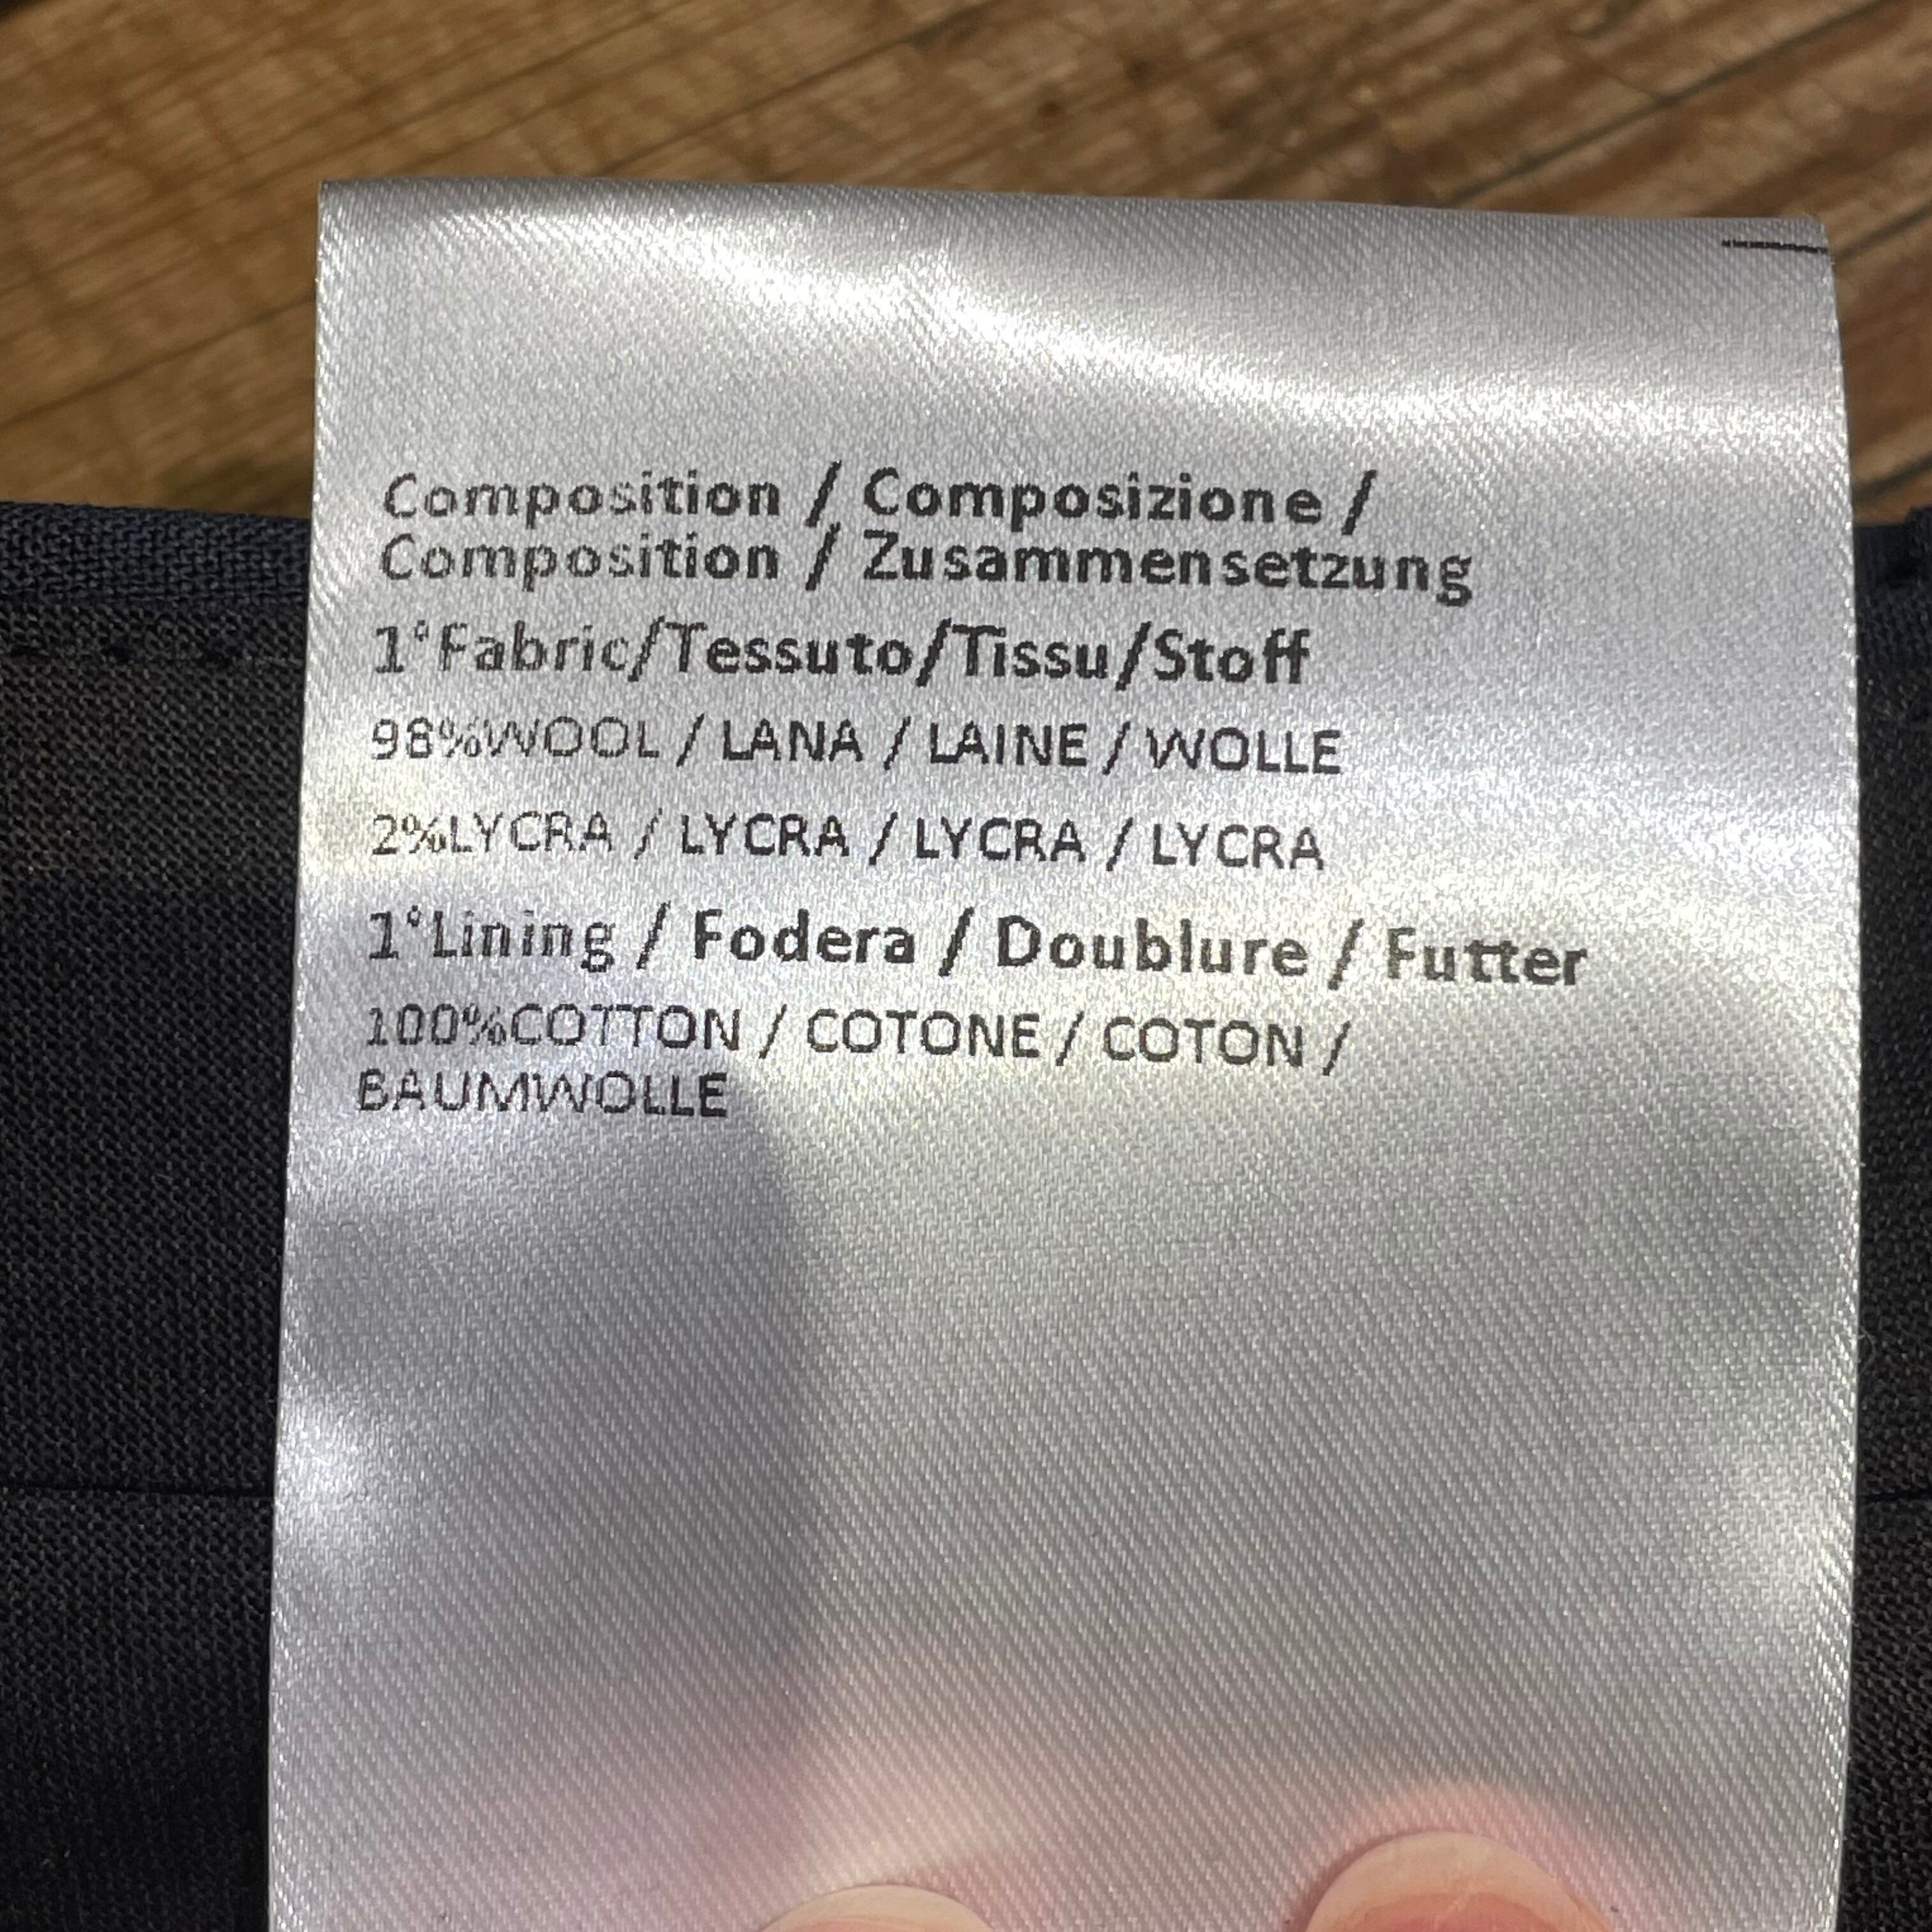 Composition / Composizione /
Composition / Zusammensetzung
1°Fabric/Tessuto/Tissu/Stoff
98%WOOL / LANA / LAINE / WOLLE
2%LYCRA / LYCRA / LYCRA / LYCRA
1°Lining / Fodera / Doublure / Futter
100%COTTON / COTONE / COTON /
BAUMWOLLE